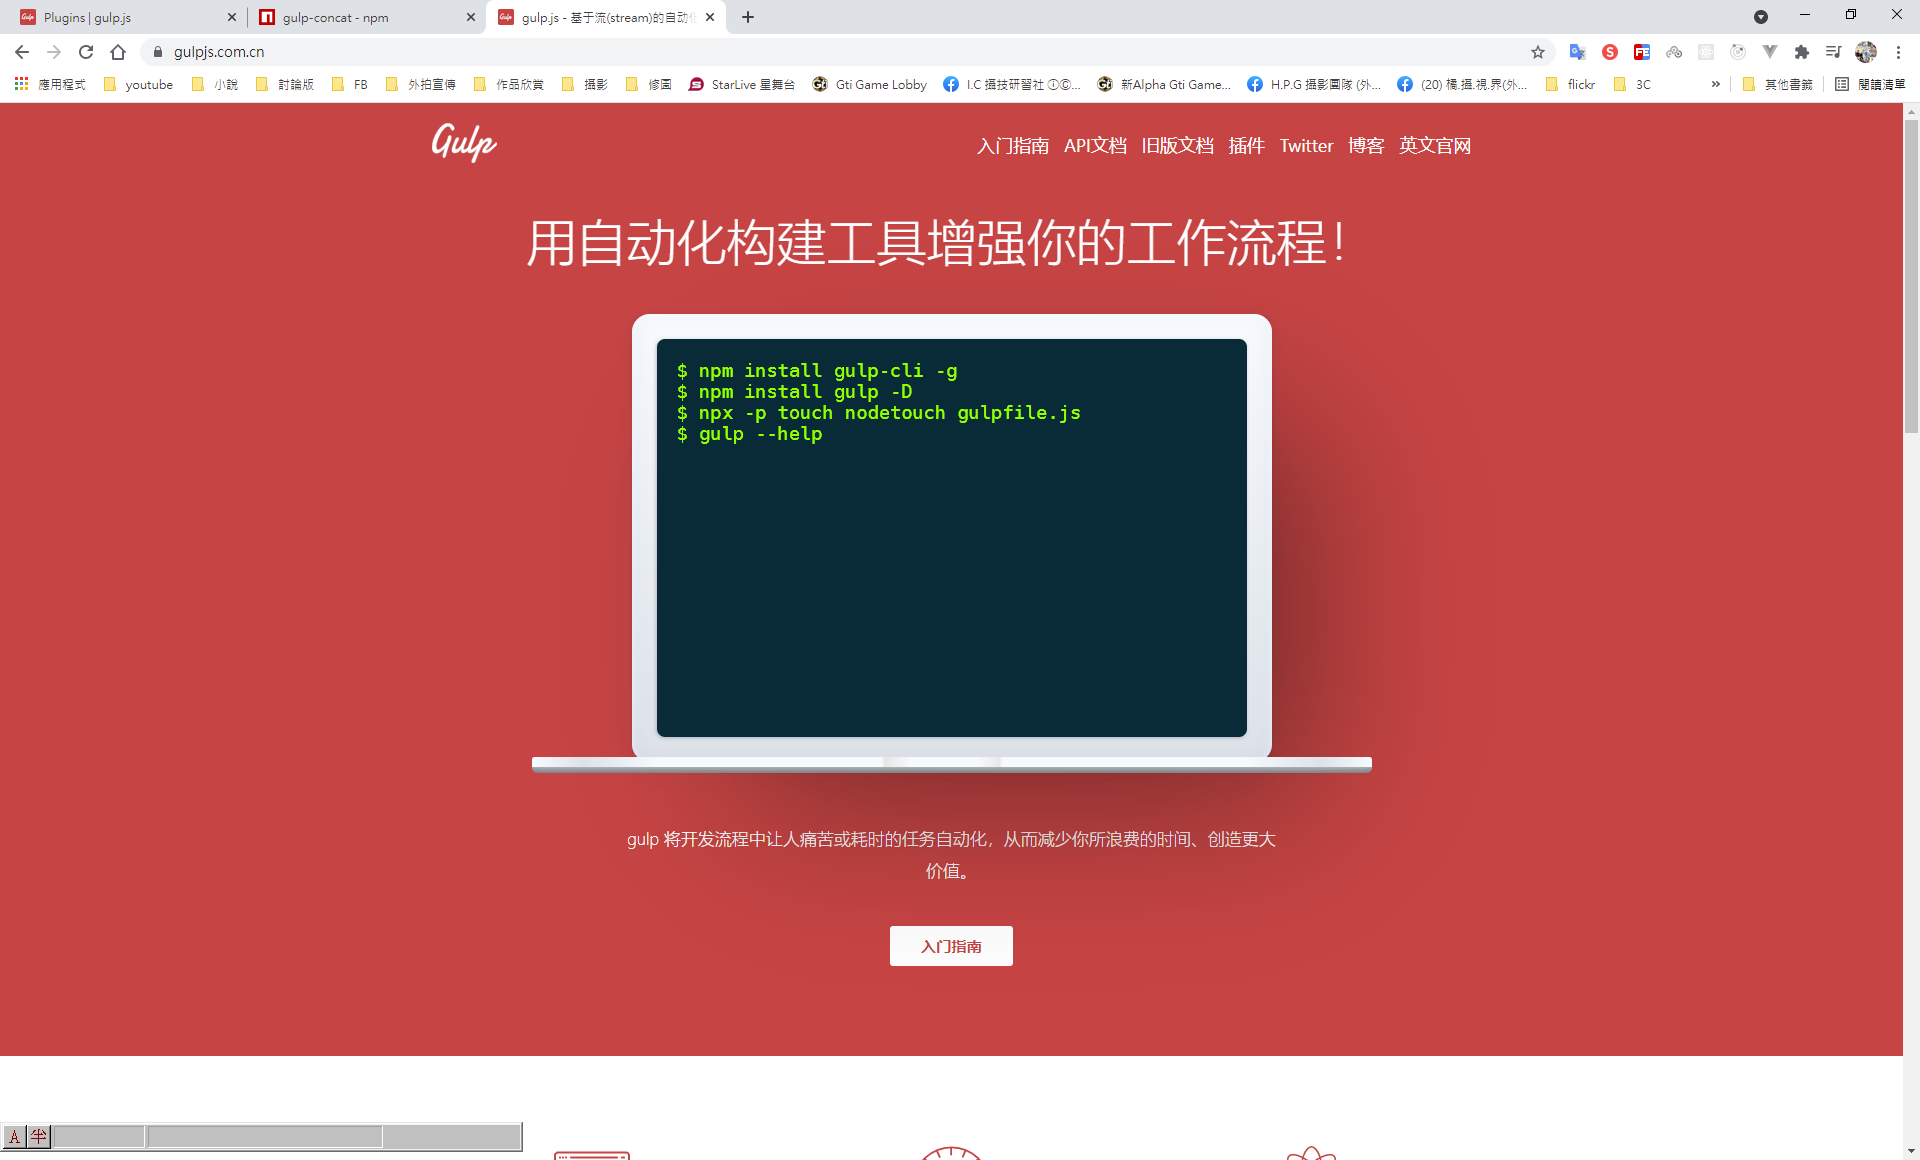 Plugins | gulp.js
gulp-concat - npm
gulp.js - 基于流(stream)的自动化
gulpjs.com.cn
應用程式
youtube
小說
討論版
FB
外拍宣傳
作品欣賞
攝影
修圖
StarLive 星舞台
Gti Game Lobby
I.C 攝技研習社 ①©...
新Alpha Gti Game...
H.P.G 攝影團隊 (外...
(20) 橘.攝.視.界(外...
flickr
3C
»
其他書籤
閱讀清單
Gulp
入门指南 API文档 旧版文档 插件 Twitter 博客 英文官网
用自动化构建工具增强你的工作流程！
$ npm install gulp-cli -g
$ npm install gulp -D
$ npx -p touch nodetouch gulpfile.js
$ gulp --help
gulp 将开发流程中让人痛苦或耗时的任务自动化，从而减少你所浪费的时间、创造更大
价值。
入门指南
A 半